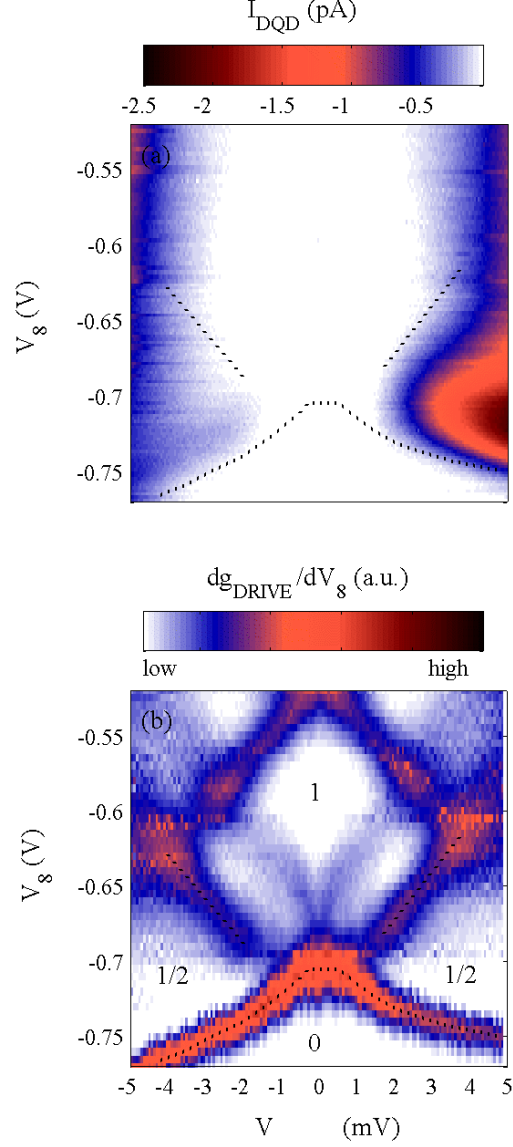 I_DQD (pA)
-2.5 -2 -1.5 -1 -0.5
(a)
-0.55
-0.6
-0.65
-0.7
-0.75
V_8 (V)
dg_DRIVE/dV_8 (a.u.)
low high
(b)
-0.55
1
-0.6
-0.65
-0.7
1/2 1/2
0
-0.75
V_8 (V)
-5 -4 -3 -2 -1 0 1 2 3 4 5
V (mV)